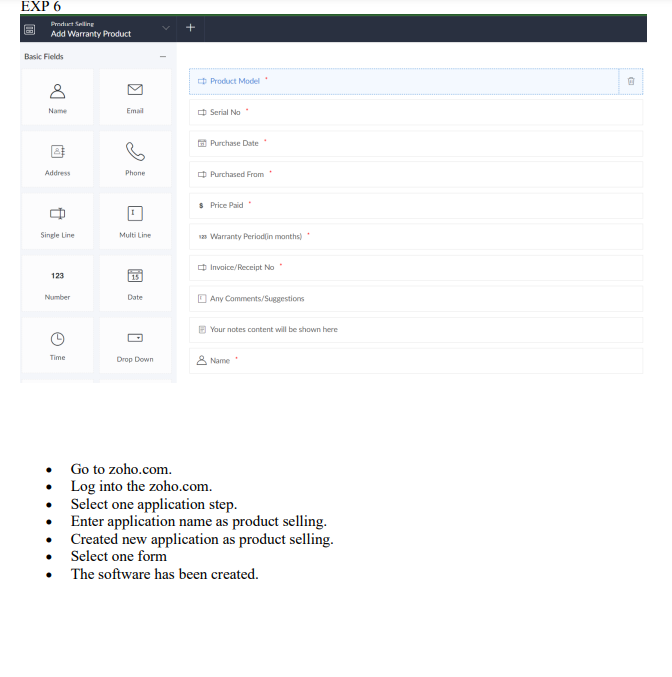 EXP 6
Product Selling
Add Warranty Product
+
Basic Fields
Name
Email
Address
Phone
Single Line
Multi Line
123
Number
15
Date
Time
Drop Down
Product Model *
Serial No *
Purchase Date *
Purchased From *
$ Price Paid *
123 Warranty Period(in months) *
Invoice/Receipt No *
Any Comments/Suggestions
Your notes content will be shown here
Name *
• Go to zoho.com.
• Log into the zoho.com.
• Select one application step.
• Enter application name as product selling.
• Created new application as product selling.
• Select one form
• The software has been created.